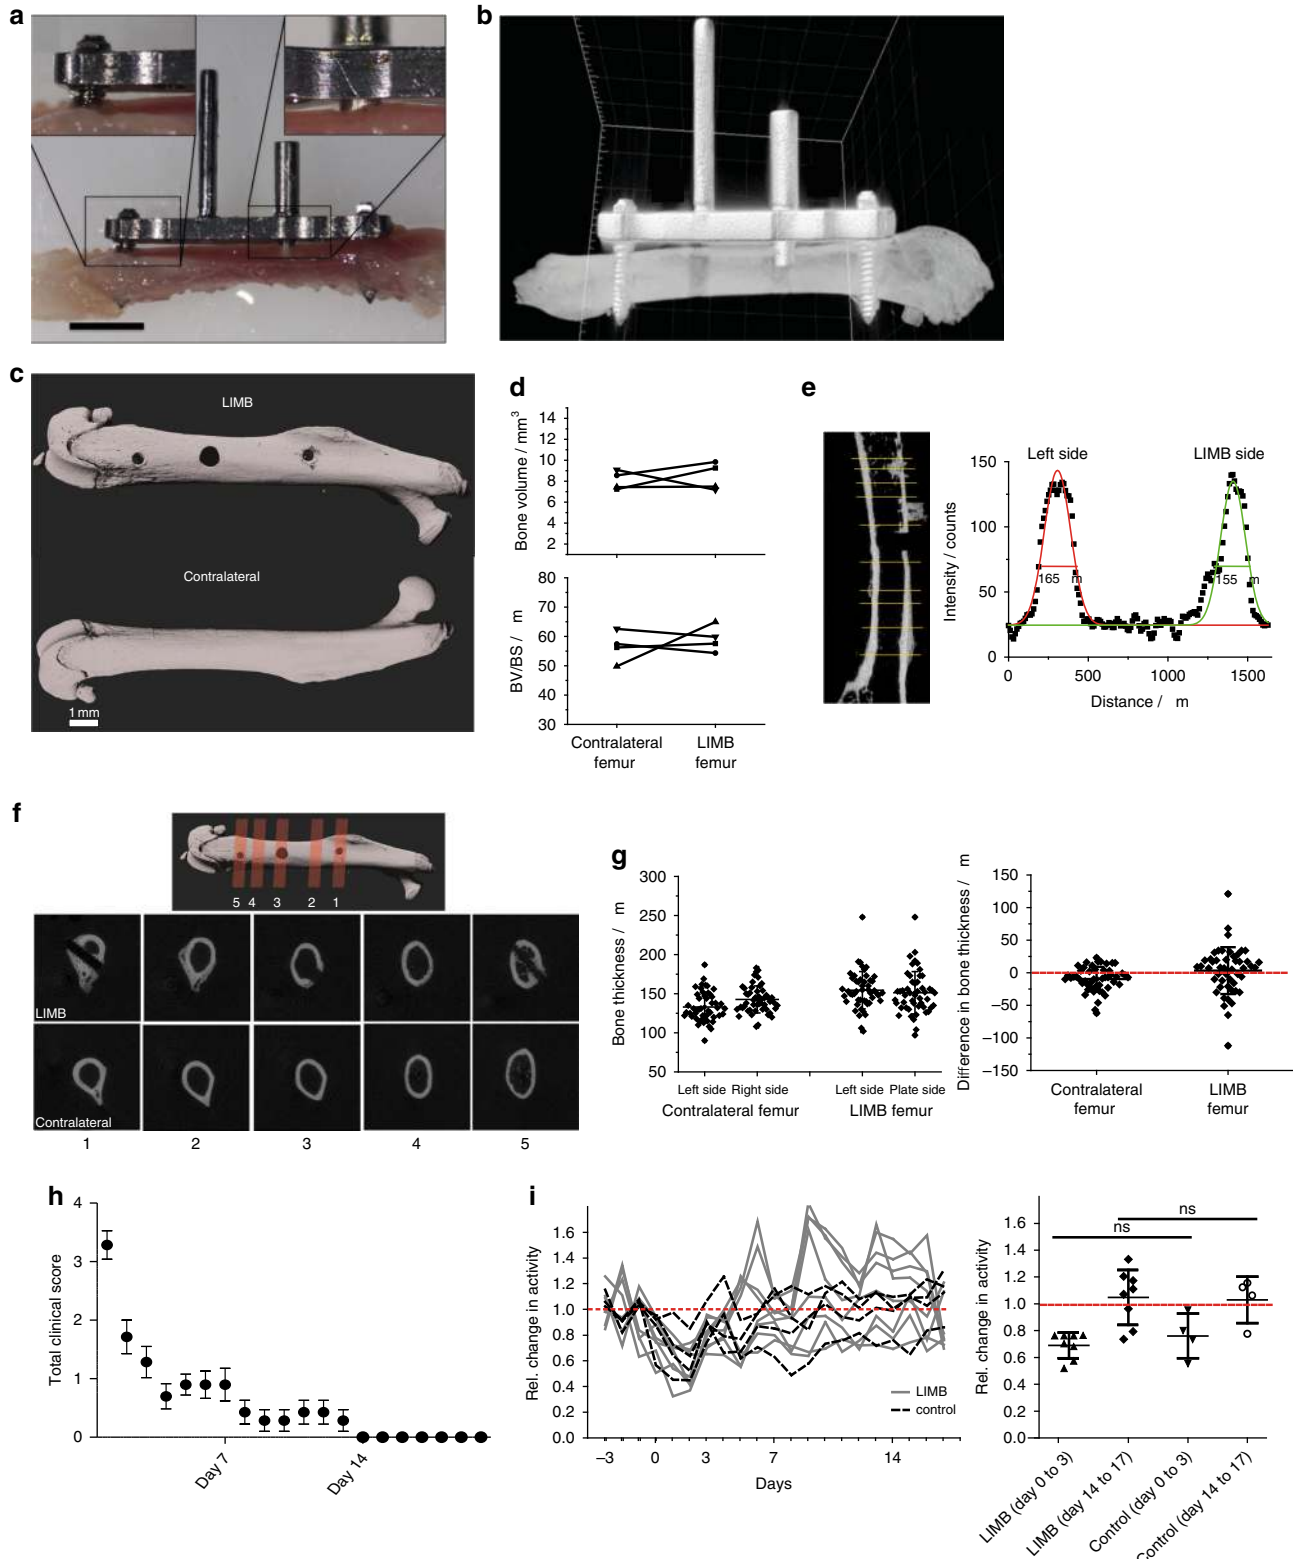 a
b
c
LIMB
Contralateral
1 mm
d
Bone volume / mm³
14
12
10
8
6
4
2
BV/BS / m
80
70
60
50
40
30
Contralateral femur
LIMB femur
e
Left side
LIMB side
Intensity / counts
150
100
50
0
165 m
155 m
0
500
1000
1500
Distance / m
f
5 4 3 2 1
LIMB
Contralateral
1 2 3 4 5
g
Bone thickness / m
300
250
200
150
100
50
Left side Right side
Left side Plate side
Contralateral femur
LIMB femur
Difference in bone thickness / m
150
100
50
0
−50
−100
−150
Contralateral femur
LIMB femur
h
Total clinical score
4
3
2
1
0
Day 7
Day 14
i
Rel. change in activity
1.6
1.4
1.2
1.0
0.8
0.6
0.4
0.2
0.0
LIMB
control
−3 0 3 7 14
Days
Rel. change in activity
1.6
1.4
1.2
1.0
0.8
0.6
0.4
0.2
0.0
ns
ns
LIMB (day 0 to 3)
LIMB (day 14 to 17)
Control (day 0 to 3)
Control (day 14 to 17)